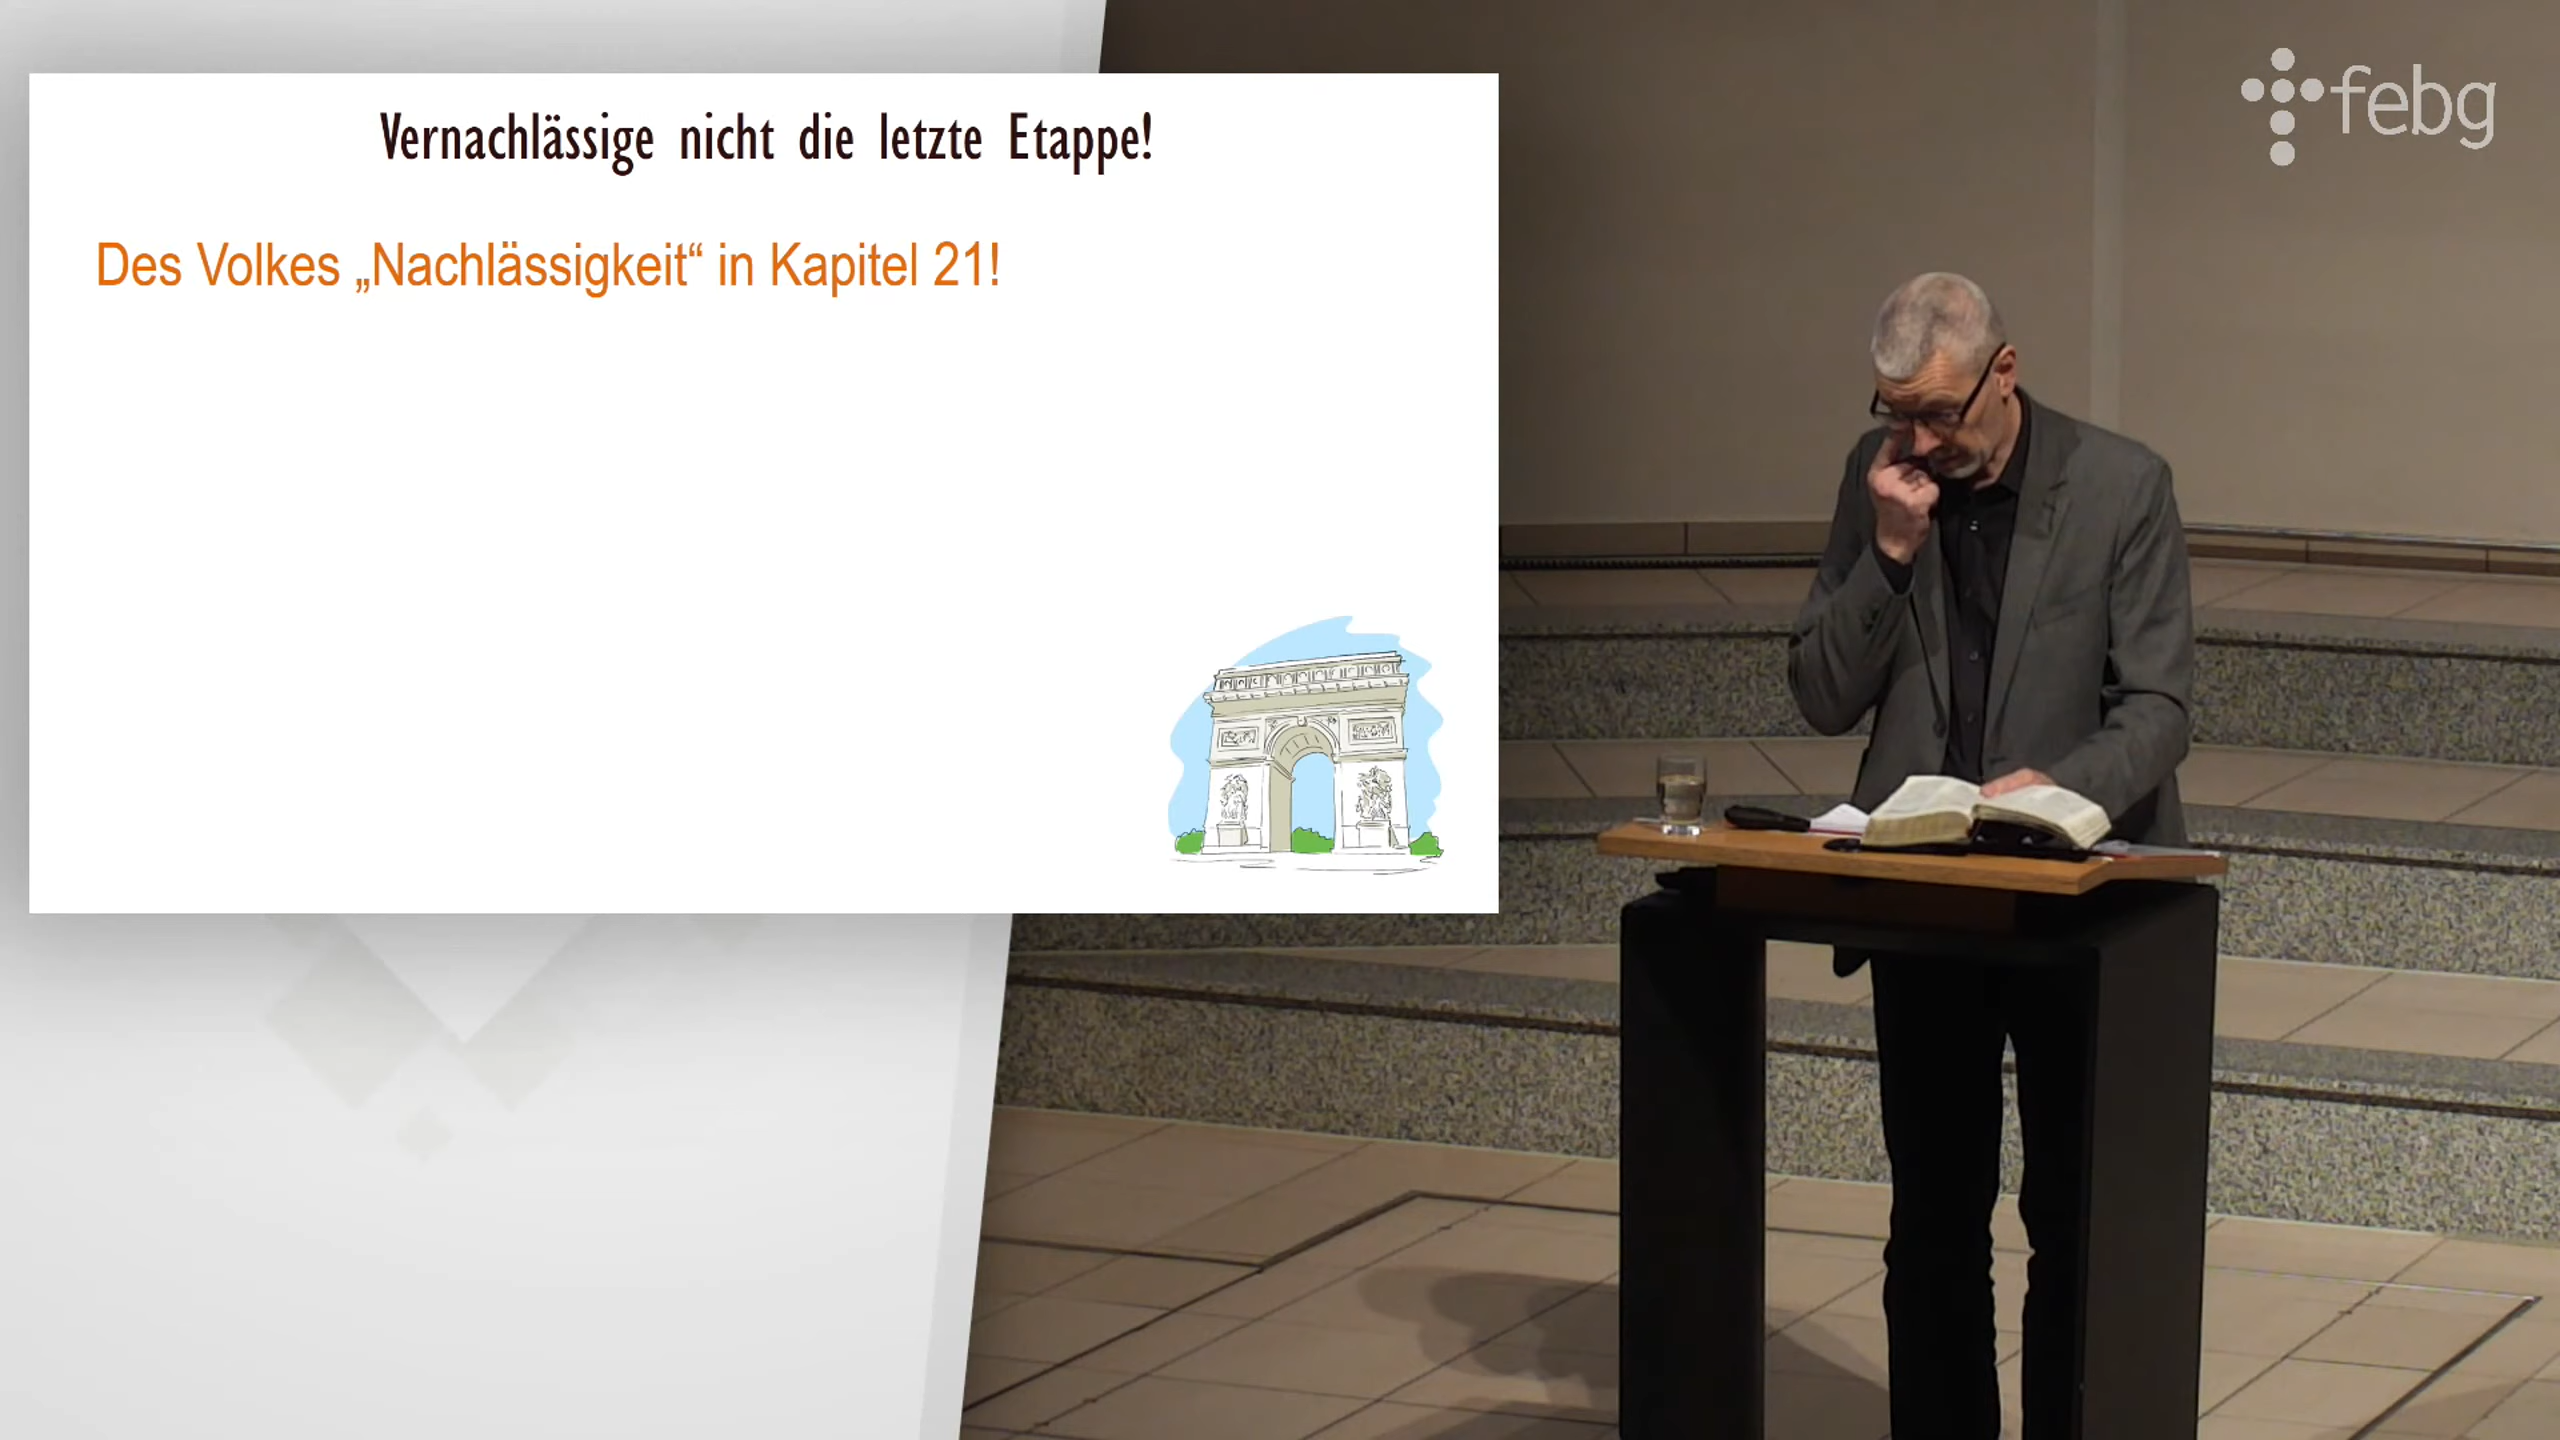 Vernachlässige nicht die letzte Etappe!
Des Volkes „Nachlässigkeit“ in Kapitel 21!
febg